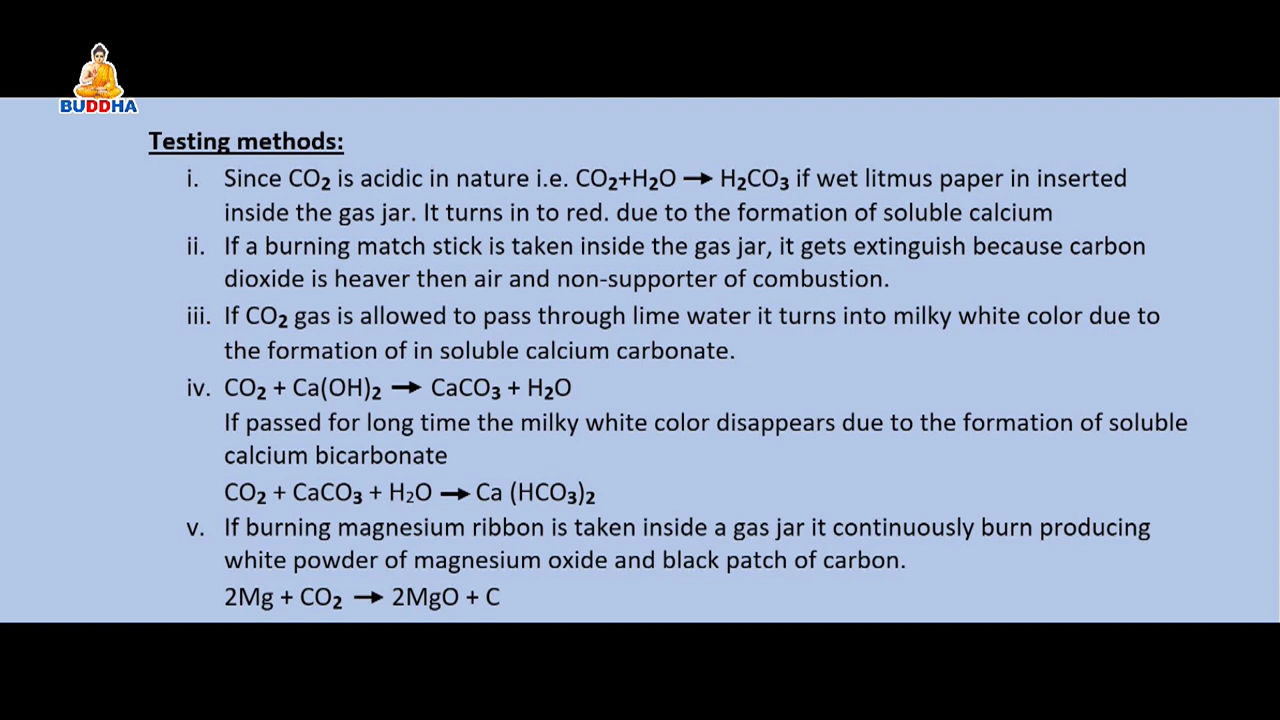 BUDDHA
Testing methods:
i. Since CO₂ is acidic in nature i.e. CO₂+H₂O → H₂CO₃ if wet litmus paper in inserted
inside the gas jar. It turns in to red. due to the formation of soluble calcium
ii. If a burning match stick is taken inside the gas jar, it gets extinguish because carbon
dioxide is heaver then air and non-supporter of combustion.
iii. If CO₂ gas is allowed to pass through lime water it turns into milky white color due to
the formation of in soluble calcium carbonate.
iv. CO₂ + Ca(OH)₂ → CaCO₃ + H₂O
If passed for long time the milky white color disappears due to the formation of soluble
calcium bicarbonate
CO₂ + CaCO₃ + H₂O → Ca (HCO₃)₂
v. If burning magnesium ribbon is taken inside a gas jar it continuously burn producing
white powder of magnesium oxide and black patch of carbon.
2Mg + CO₂ → 2MgO + C